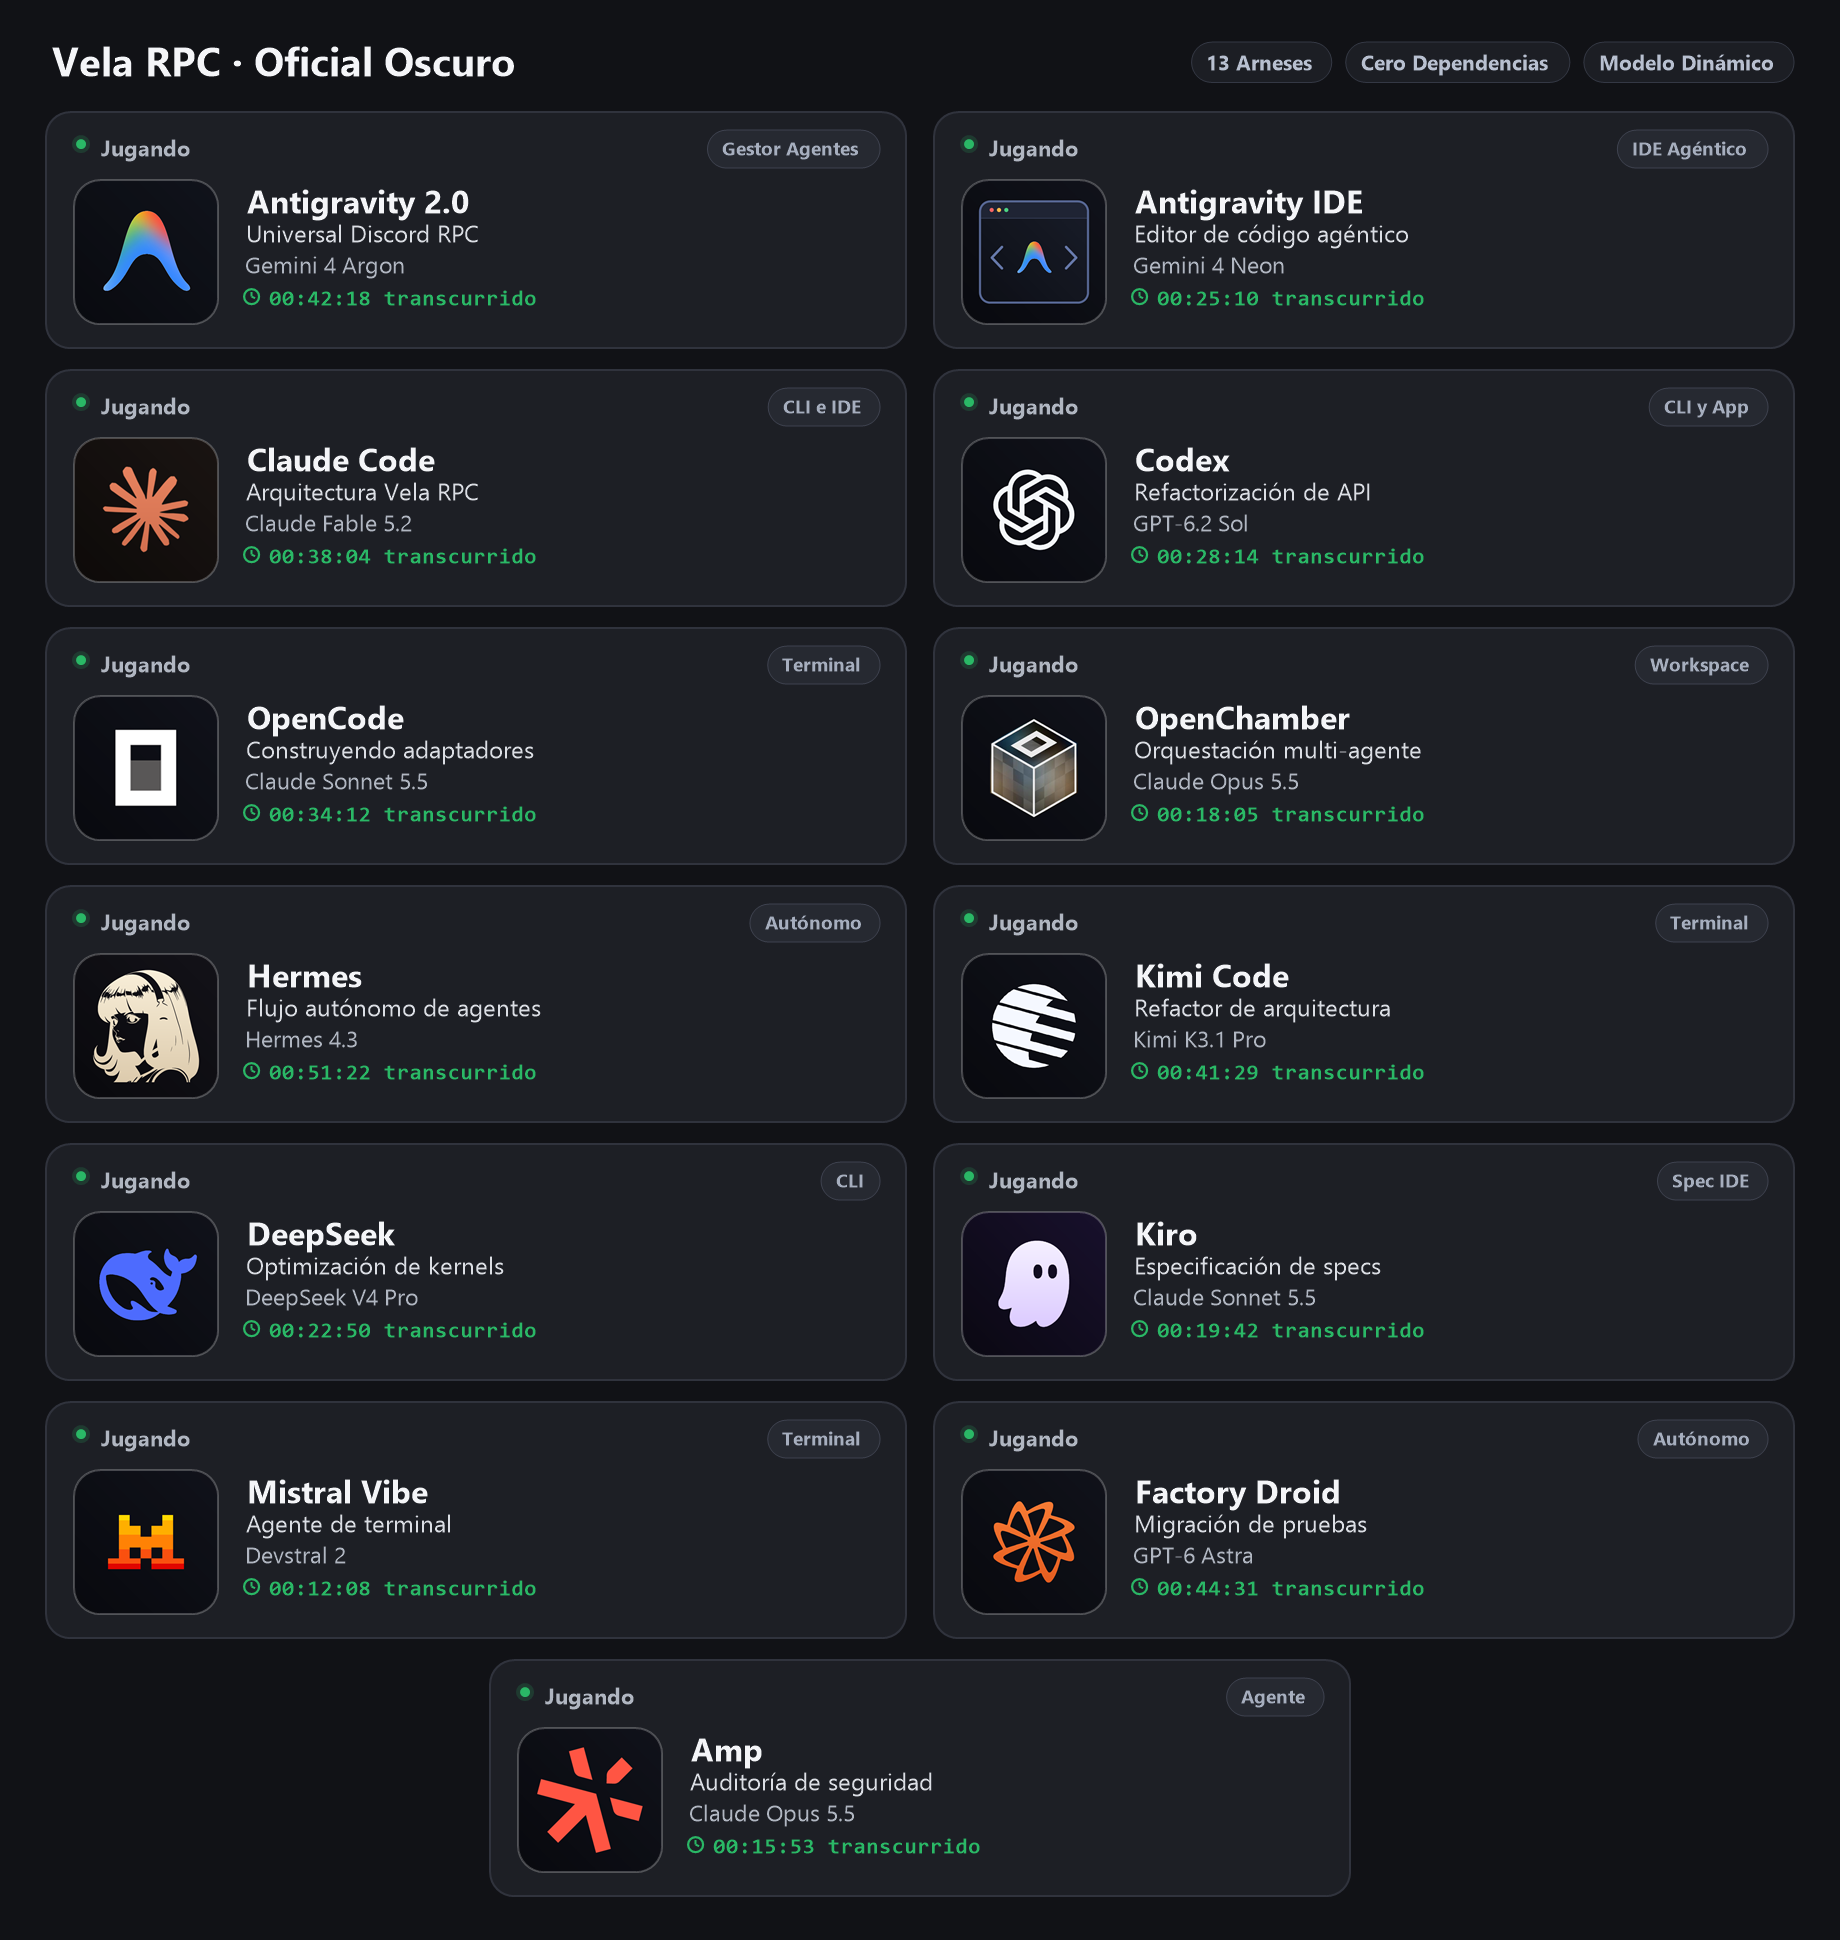 Vela RPC · Oficial Oscuro
13 Arneses
Cero Dependencias
Modelo Dinámico
Jugando
Gestor Agentes
Antigravity 2.0
Universal Discord RPC
Gemini 4 Argon
00:42:18 transcurrido
Jugando
IDE Agéntico
Antigravity IDE
Editor de código agéntico
Gemini 4 Neon
00:25:10 transcurrido
Jugando
CLI e IDE
Claude Code
Arquitectura Vela RPC
Claude Fable 5.2
00:38:04 transcurrido
Jugando
CLI y App
Codex
Refactorización de API
GPT-6.2 Sol
00:28:14 transcurrido
Jugando
Terminal
OpenCode
Construyendo adaptadores
Claude Sonnet 5.5
00:34:12 transcurrido
Jugando
Workspace
OpenChamber
Orquestación multi-agente
Claude Opus 5.5
00:18:05 transcurrido
Jugando
Autónomo
Hermes
Flujo autónomo de agentes
Hermes 4.3
00:51:22 transcurrido
Jugando
Terminal
Kimi Code
Refactor de arquitectura
Kimi K3.1 Pro
00:41:29 transcurrido
Jugando
CLI
DeepSeek
Optimización de kernels
DeepSeek V4 Pro
00:22:50 transcurrido
Jugando
Spec IDE
Kiro
Especificación de specs
Claude Sonnet 5.5
00:19:42 transcurrido
Jugando
Terminal
Mistral Vibe
Agente de terminal
Devstral 2
00:12:08 transcurrido
Jugando
Autónomo
Factory Droid
Migración de pruebas
GPT-6 Astra
00:44:31 transcurrido
Jugando
Agente
Amp
Auditoría de seguridad
Claude Opus 5.5
00:15:53 transcurrido